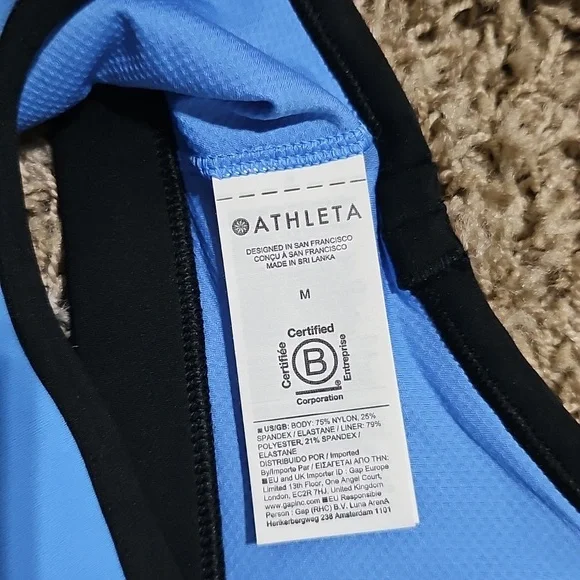 ATHLETA
DESIGNED IN SAN FRANCISCO
CONÇU À SAN FRANCISCO
MADE IN SRI LANKA
M
Certified
Certifiée
B
Entreprise
Corporation
■ US/GB: BODY: 75% NYLON, 25%
SPANDEX / ELASTANE / LINER: 79%
POLYESTER, 21% SPANDEX /
ELASTANE
DISTRIBUIDO POR / Imported
By/Importe Par / ΕΙΣΑΓΕΤΑΙ ΑΠΟ ΤΗΝ:
■ EU and UK Importer ID : Gap Europe
Limited 13th Floor, One Angel Court,
London, EC2R 7HJ, United Kingdom
www.gapinc.com ■ EU Responsible
Person : Gap (RHC) B.V. Luna ArenA
Herikerbergweg 238 Amsterdam 1101